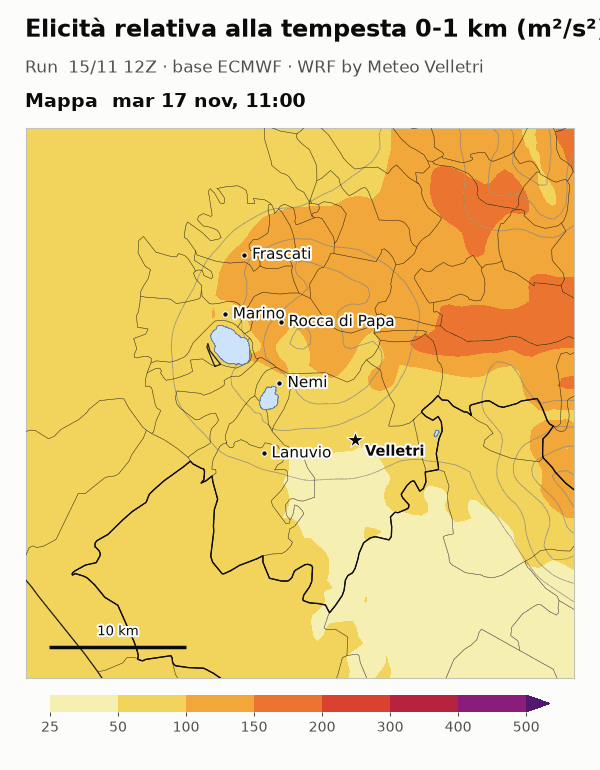 Elicità relativa alla tempesta 0-1 km (m²/s²)
Run  15/11 12Z · base ECMWF · WRF by Meteo Velletri
Mappa  mar 17 nov, 11:00
Frascati
Marino
Rocca di Papa
Nemi
Velletri
Lanuvio
10 km
25 50 100 150 200 300 400 500